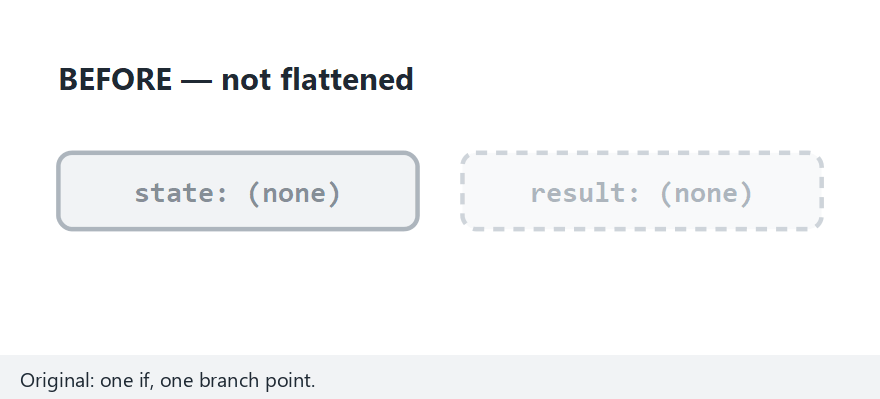 BEFORE — not flattened
state: (none)
result: (none)
Original: one if, one branch point.